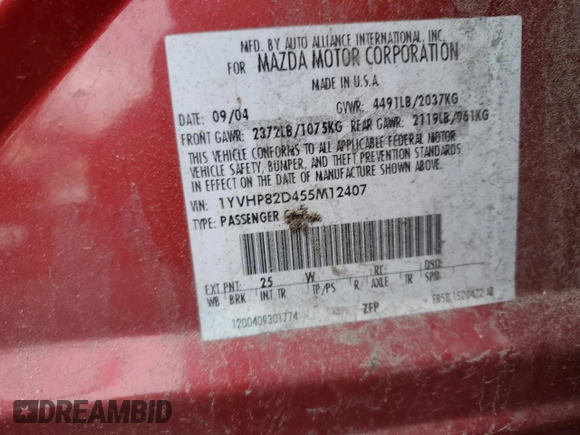 MFD. BY AUTO ALLIANCE INTERNATIONAL, INC.
FOR MAZDA MOTOR CORPORATION
MADE IN U.S.A.
DATE: 09/04 GVWR: 4491LB/2037KG
FRONT GAWR: 2372LB/1075KG REAR GAWR: 2119LB/961KG
THIS VEHICLE CONFORMS TO ALL APPLICABLE FEDERAL MOTOR
VEHICLE SAFETY, BUMPER, AND THEFT PREVENTION STANDARDS
IN EFFECT ON THE DATE OF MANUFACTURE SHOWN ABOVE.
VIN: 1YVHP82D455M12407
TYPE: PASSENGER
EXT PNT: 25 W RC: DSO:
WB BRK INT TR TP/PS R AXLE TR SPR
1200409301774 ZFP
DREAMBID